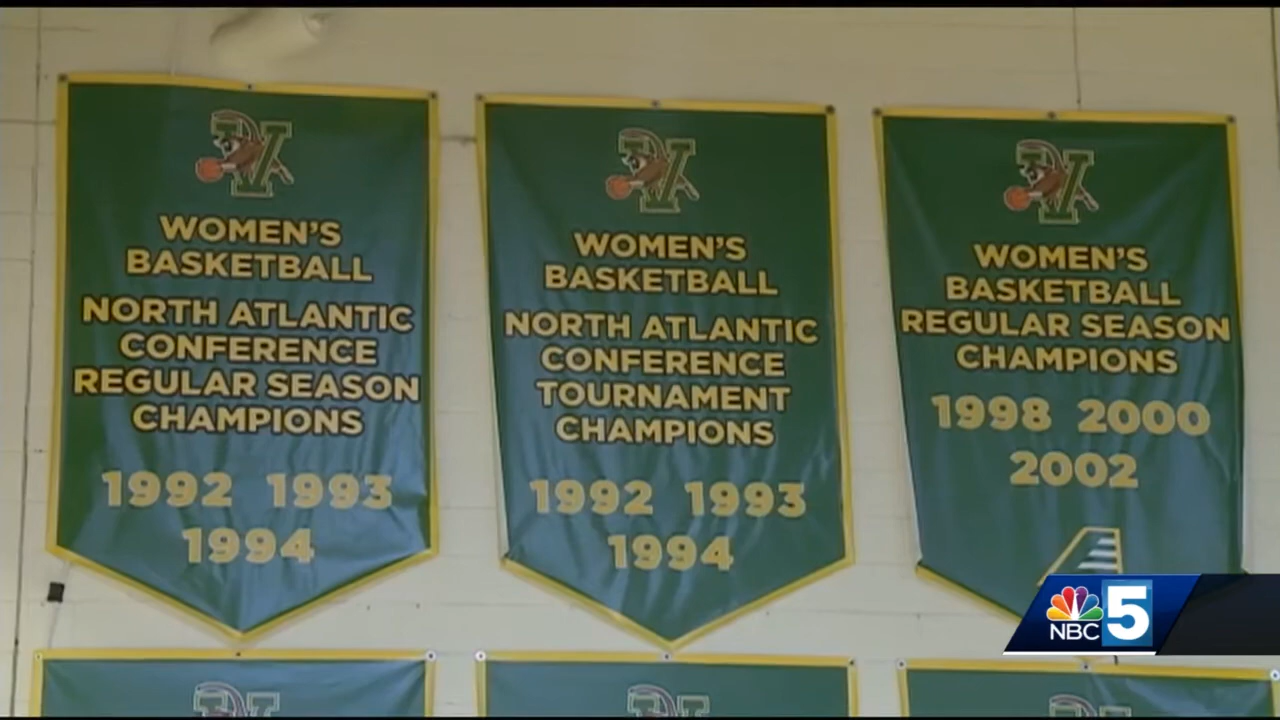 WOMEN'S
BASKETBALL
NORTH ATLANTIC
CONFERENCE
REGULAR SEASON
CHAMPIONS
1992 1993
1994
WOMEN'S
BASKETBALL
NORTH ATLANTIC
CONFERENCE
TOURNAMENT
CHAMPIONS
1992 1993
1994
WOMEN'S
BASKETBALL
REGULAR SEASON
CHAMPIONS
1998 2000
2002
NBC 5